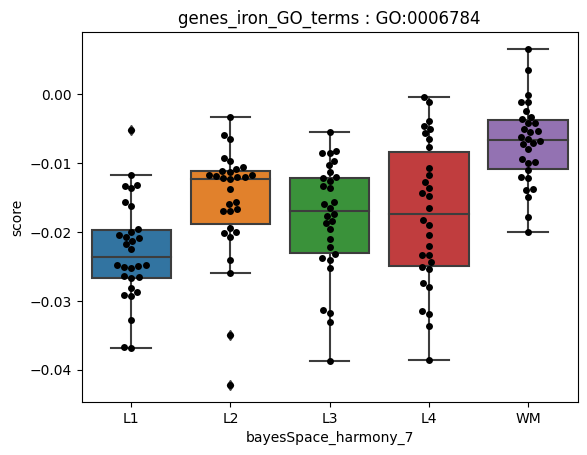 genes_iron_GO_terms : GO:0006784
0.00
−0.01
−0.02
−0.03
−0.04
score
L1 L2 L3 L4 WM
bayesSpace_harmony_7